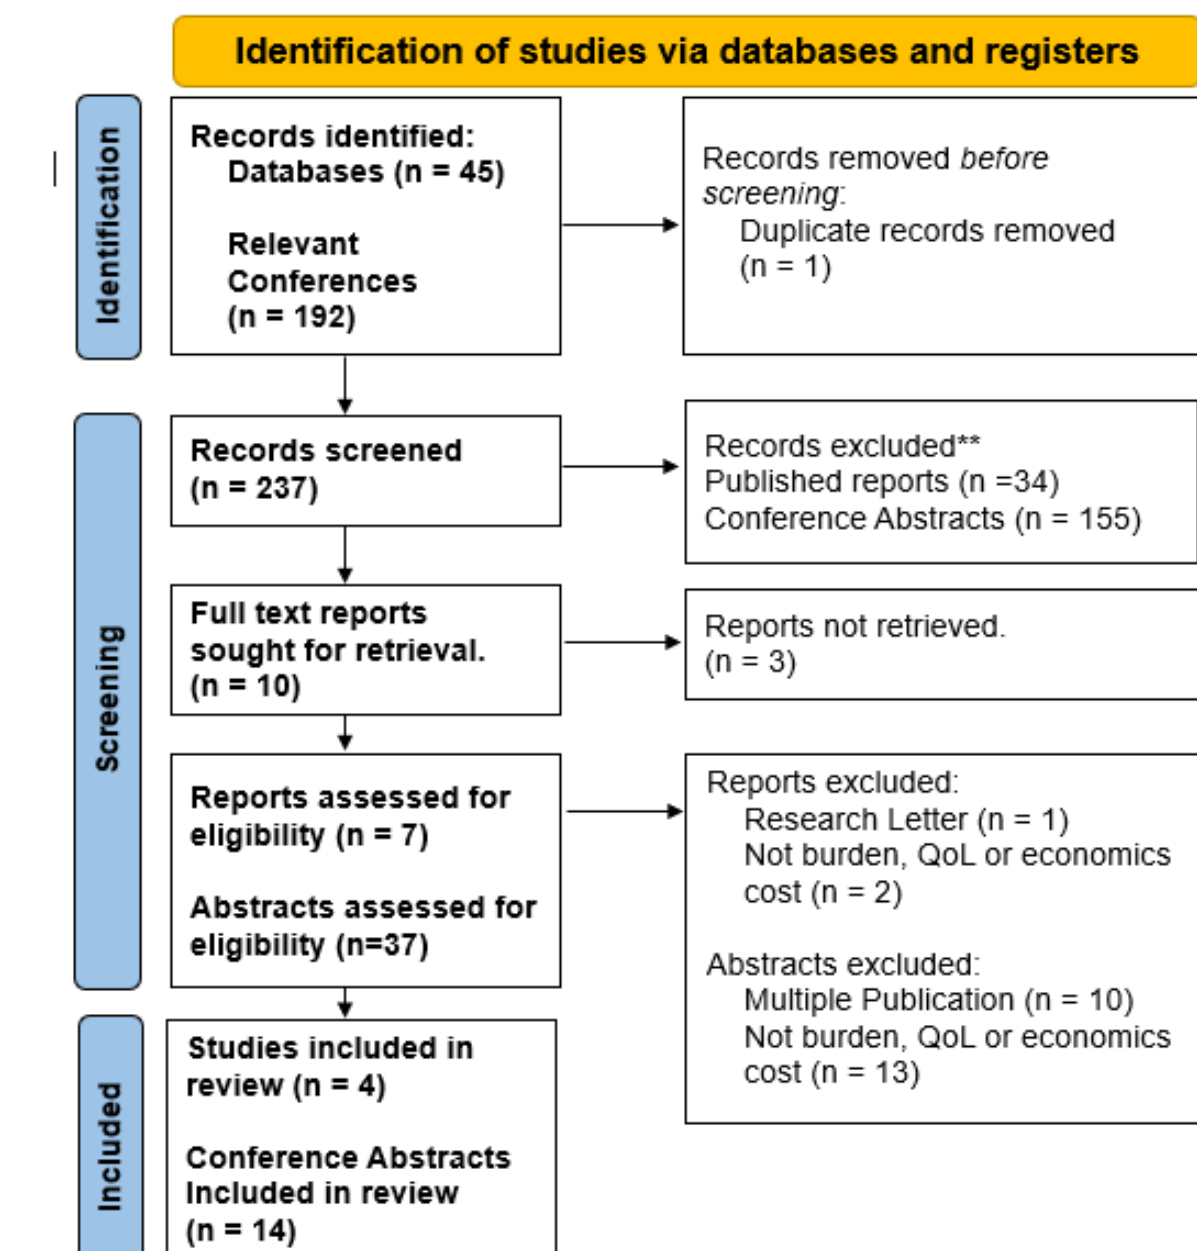 Identification of studies via databases and registers
Identification
Records identified:
Databases (n = 45)
Relevant
Conferences
(n = 192)
Records removed before
screening:
Duplicate records removed
(n = 1)
Screening
Records screened
(n = 237)
Records excluded**
Published reports (n =34)
Conference Abstracts (n = 155)
Full text reports
sought for retrieval.
(n = 10)
Reports not retrieved.
(n = 3)
Reports assessed for
eligibility (n = 7)
Abstracts assessed for
eligibility (n=37)
Reports excluded:
Research Letter (n = 1)
Not burden, QoL or economics
cost (n = 2)
Abstracts excluded:
Multiple Publication (n = 10)
Not burden, QoL or economics
cost (n = 13)
Included
Studies included in
review (n = 4)
Conference Abstracts
Included in review
(n = 14)